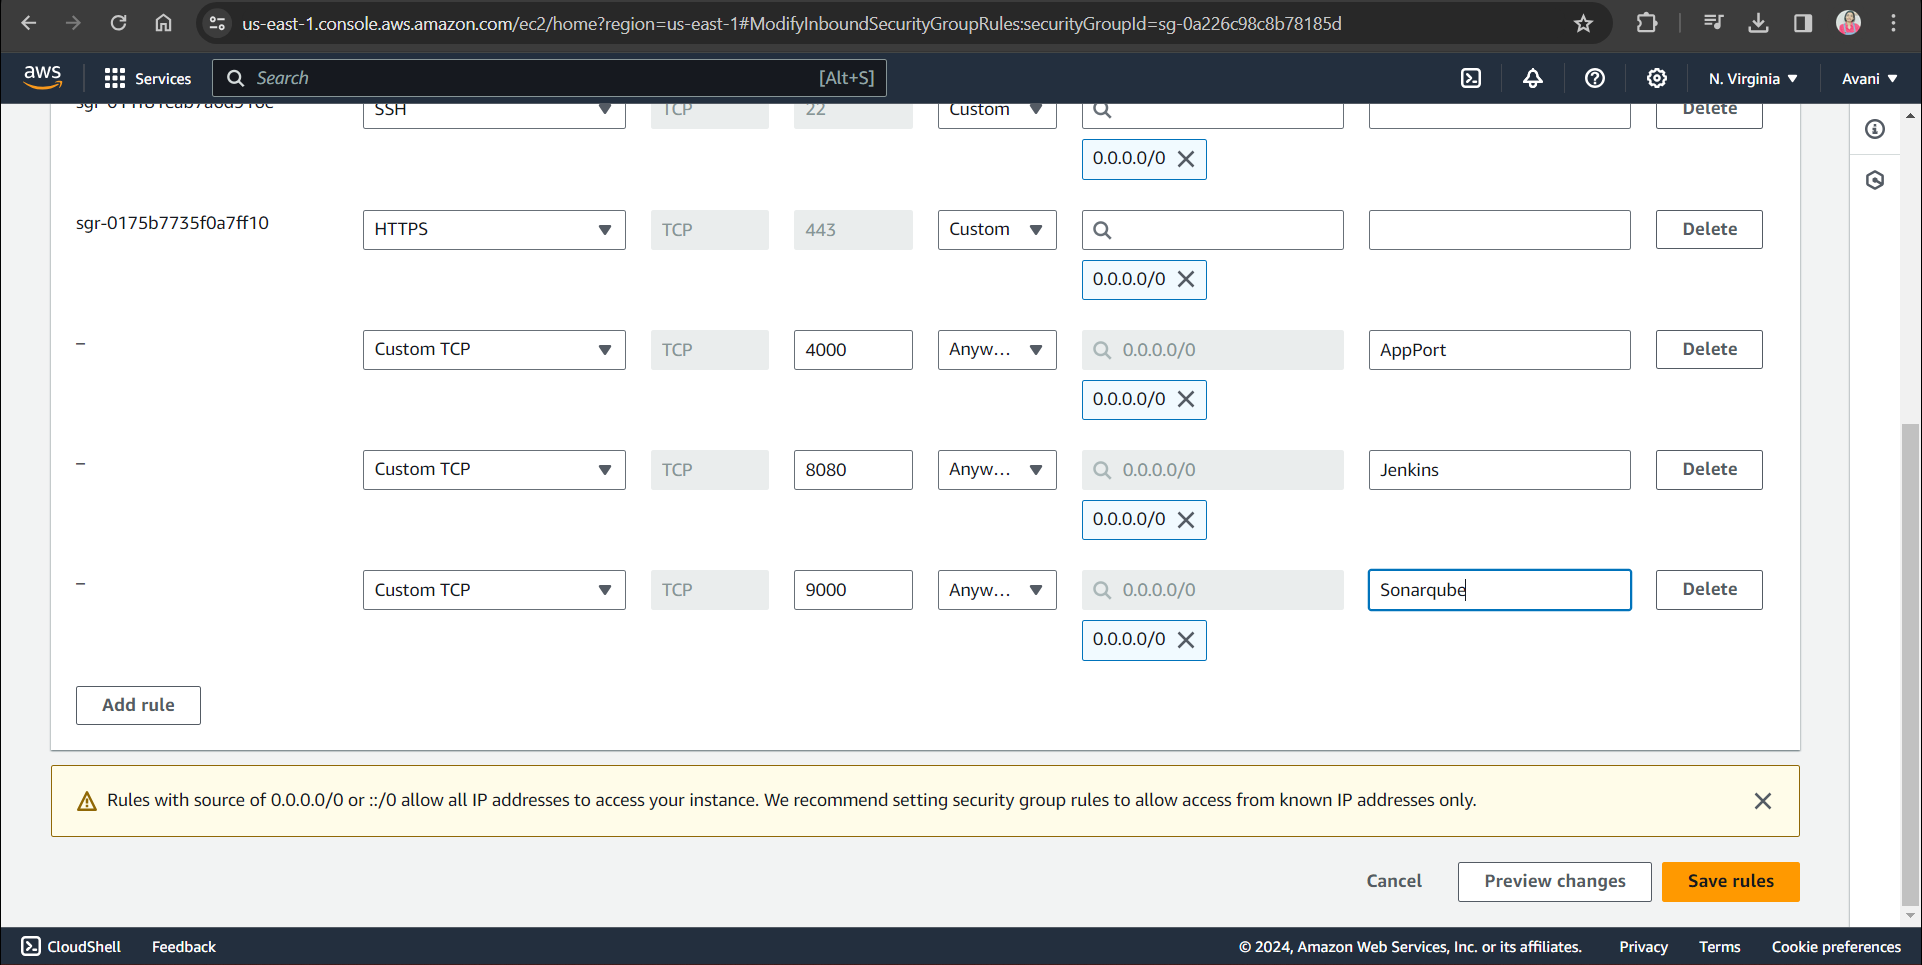 us-east-1.console.aws.amazon.com/ec2/home?region=us-east-1#ModifyInboundSecurityGroupRules:securityGroupId=sg-0a226c98c8b78185d
aws Services Search [Alt+S] N. Virginia Avani
SSH TCP 22 Custom Delete
0.0.0.0/0
sgr-0175b7735f0a7ff10 HTTPS TCP 443 Custom Delete
0.0.0.0/0
– Custom TCP TCP 4000 Anyw... 0.0.0.0/0 AppPort Delete
0.0.0.0/0
– Custom TCP TCP 8080 Anyw... 0.0.0.0/0 Jenkins Delete
0.0.0.0/0
– Custom TCP TCP 9000 Anyw... 0.0.0.0/0 Sonarqube Delete
0.0.0.0/0
Add rule
Rules with source of 0.0.0.0/0 or ::/0 allow all IP addresses to access your instance. We recommend setting security group rules to allow access from known IP addresses only.
Cancel Preview changes Save rules
CloudShell Feedback © 2024, Amazon Web Services, Inc. or its affiliates. Privacy Terms Cookie preferences